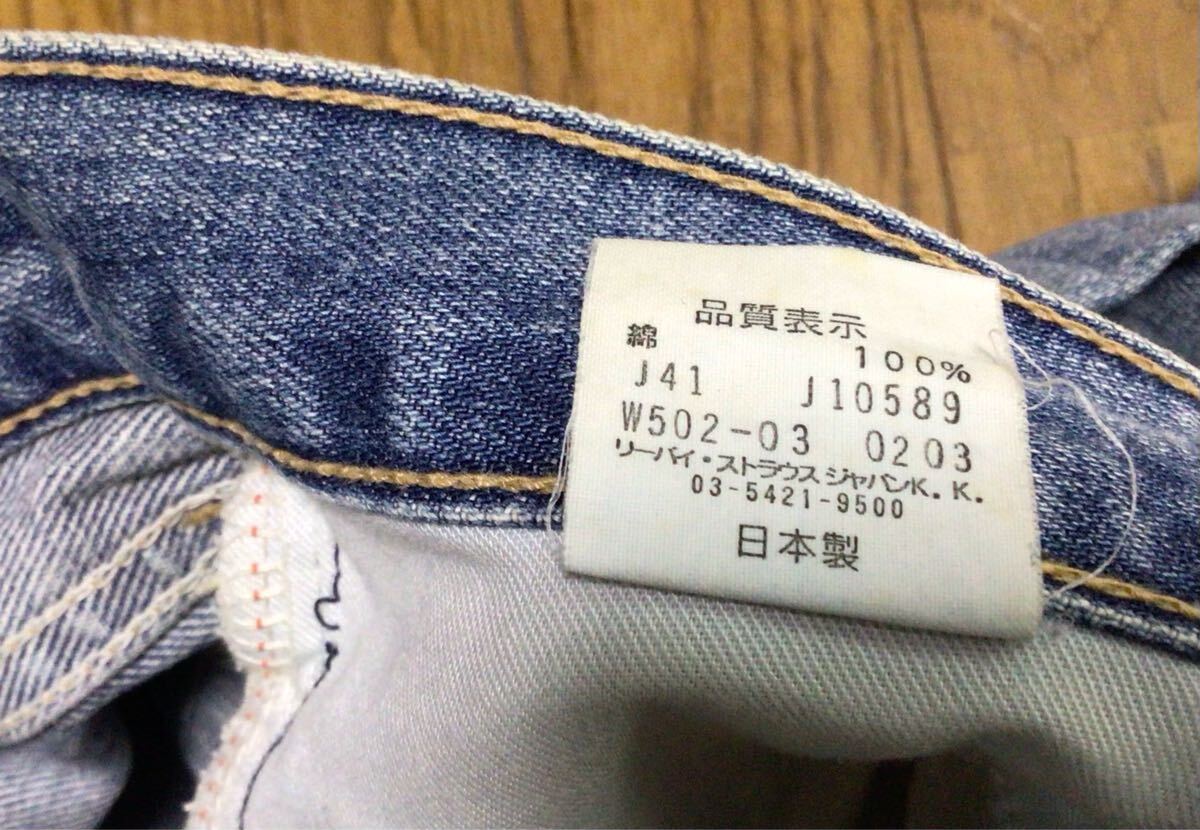 品質表示
綿 100%
J41 J10589
W502-03 0203
リーバイ・ストラウス ジャパンK.K.
03-5421-9500
日本製